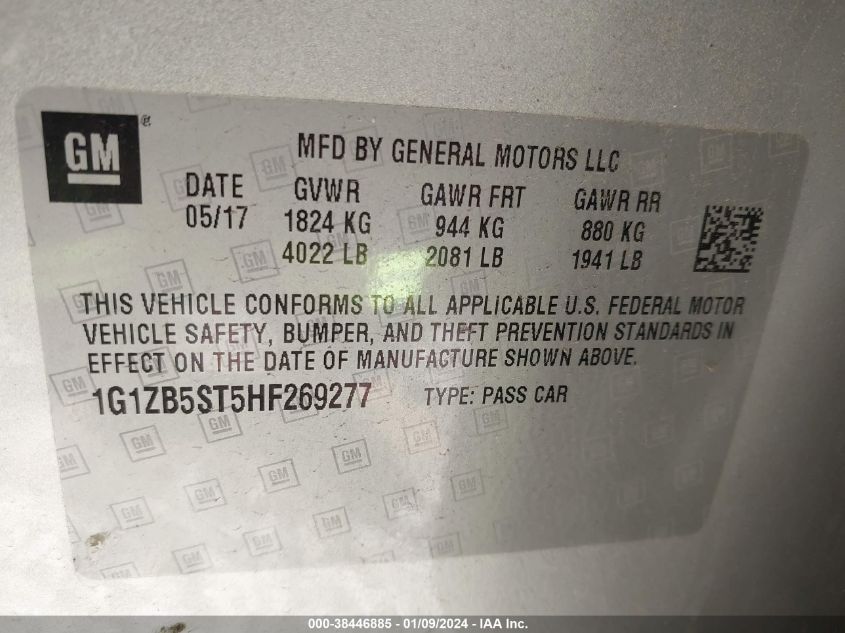 GM ®
MFD BY GENERAL MOTORS LLC
DATE GVWR GAWR FRT GAWR RR
05/17 1824 KG 944 KG 880 KG
4022 LB 2081 LB 1941 LB
THIS VEHICLE CONFORMS TO ALL APPLICABLE U.S. FEDERAL MOTOR
VEHICLE SAFETY, BUMPER, AND THEFT PREVENTION STANDARDS IN
EFFECT ON THE DATE OF MANUFACTURE SHOWN ABOVE.
1G1ZB5ST5HF269277 TYPE: PASS CAR
000-38446885 - 01/09/2024 - IAA Inc.